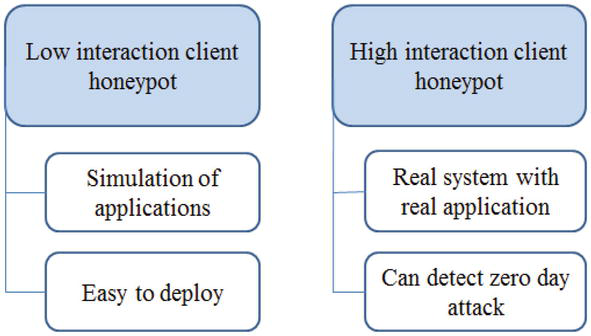 Low interaction client
honeypot
Simulation of
applications
Easy to deploy
High interaction client
honeypot
Real system with
real application
Can detect zero day
attack